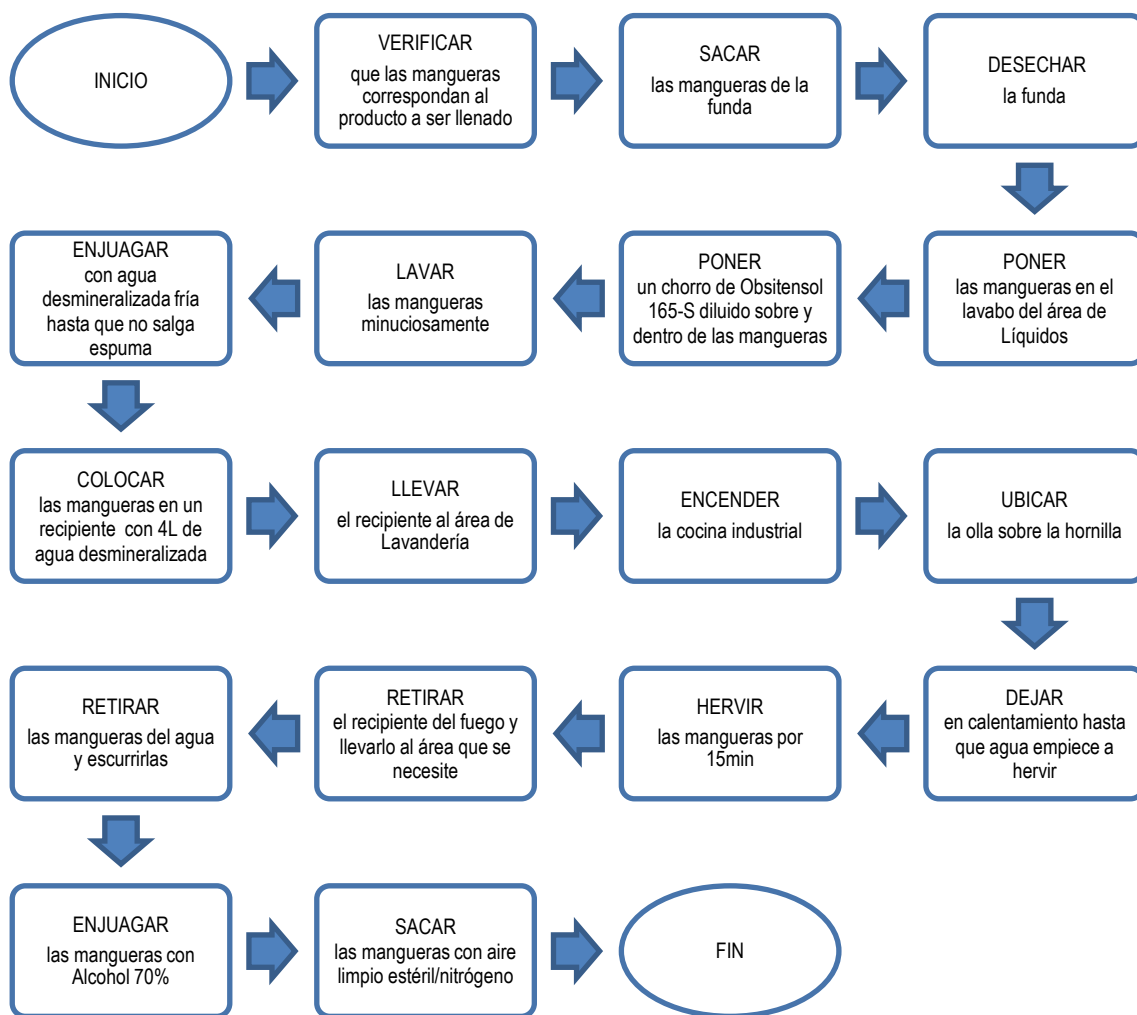 INICIO
VERIFICAR
que las mangueras
correspondan al
producto a ser llenado
SACAR
las mangueras de la
funda
DESECHAR
la funda
PONER
las mangueras en el
lavabo del área de
Líquidos
PONER
un chorro de Obsitensol
165-S diluido sobre y
dentro de las mangueras
LAVAR
las mangueras
minuciosamente
ENJUAGAR
con agua
desmineralizada fría
hasta que no salga
espuma
COLOCAR
las mangueras en un
recipiente con 4L de
agua desmineralizada
LLEVAR
el recipiente al área de
Lavandería
ENCENDER
la cocina industrial
UBICAR
la olla sobre la hornilla
DEJAR
en calentamiento hasta
que agua empiece a
hervir
HERVIR
las mangueras por
15min
RETIRAR
el recipiente del fuego y
llevarlo al área que se
necesite
RETIRAR
las mangueras del agua
y escurrirlas
ENJUAGAR
las mangueras con
Alcohol 70%
SACAR
las mangueras con aire
limpio estéril/nitrógeno
FIN